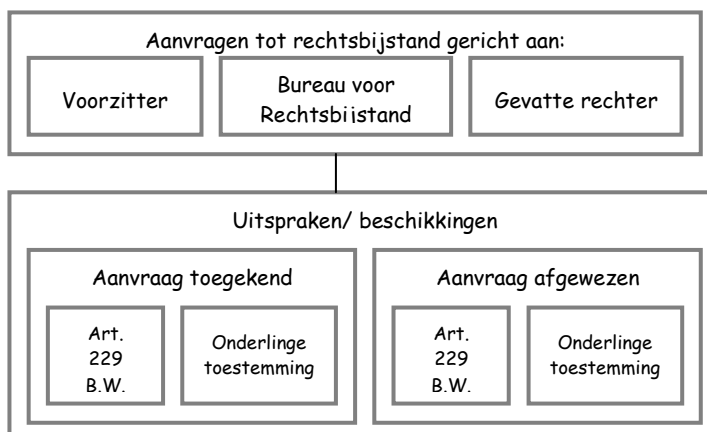 Aanvragen tot rechtsbijstand gericht aan:
Voorzitter
Bureau voor
Rechtsbijstand
Gevatte rechter
Uitspraken/ beschikkingen
Aanvraag toegekend
Art.
229
B.W.
Onderlinge
toestemming
Aanvraag afgewezen
Art.
229
B.W.
Onderlinge
toestemming